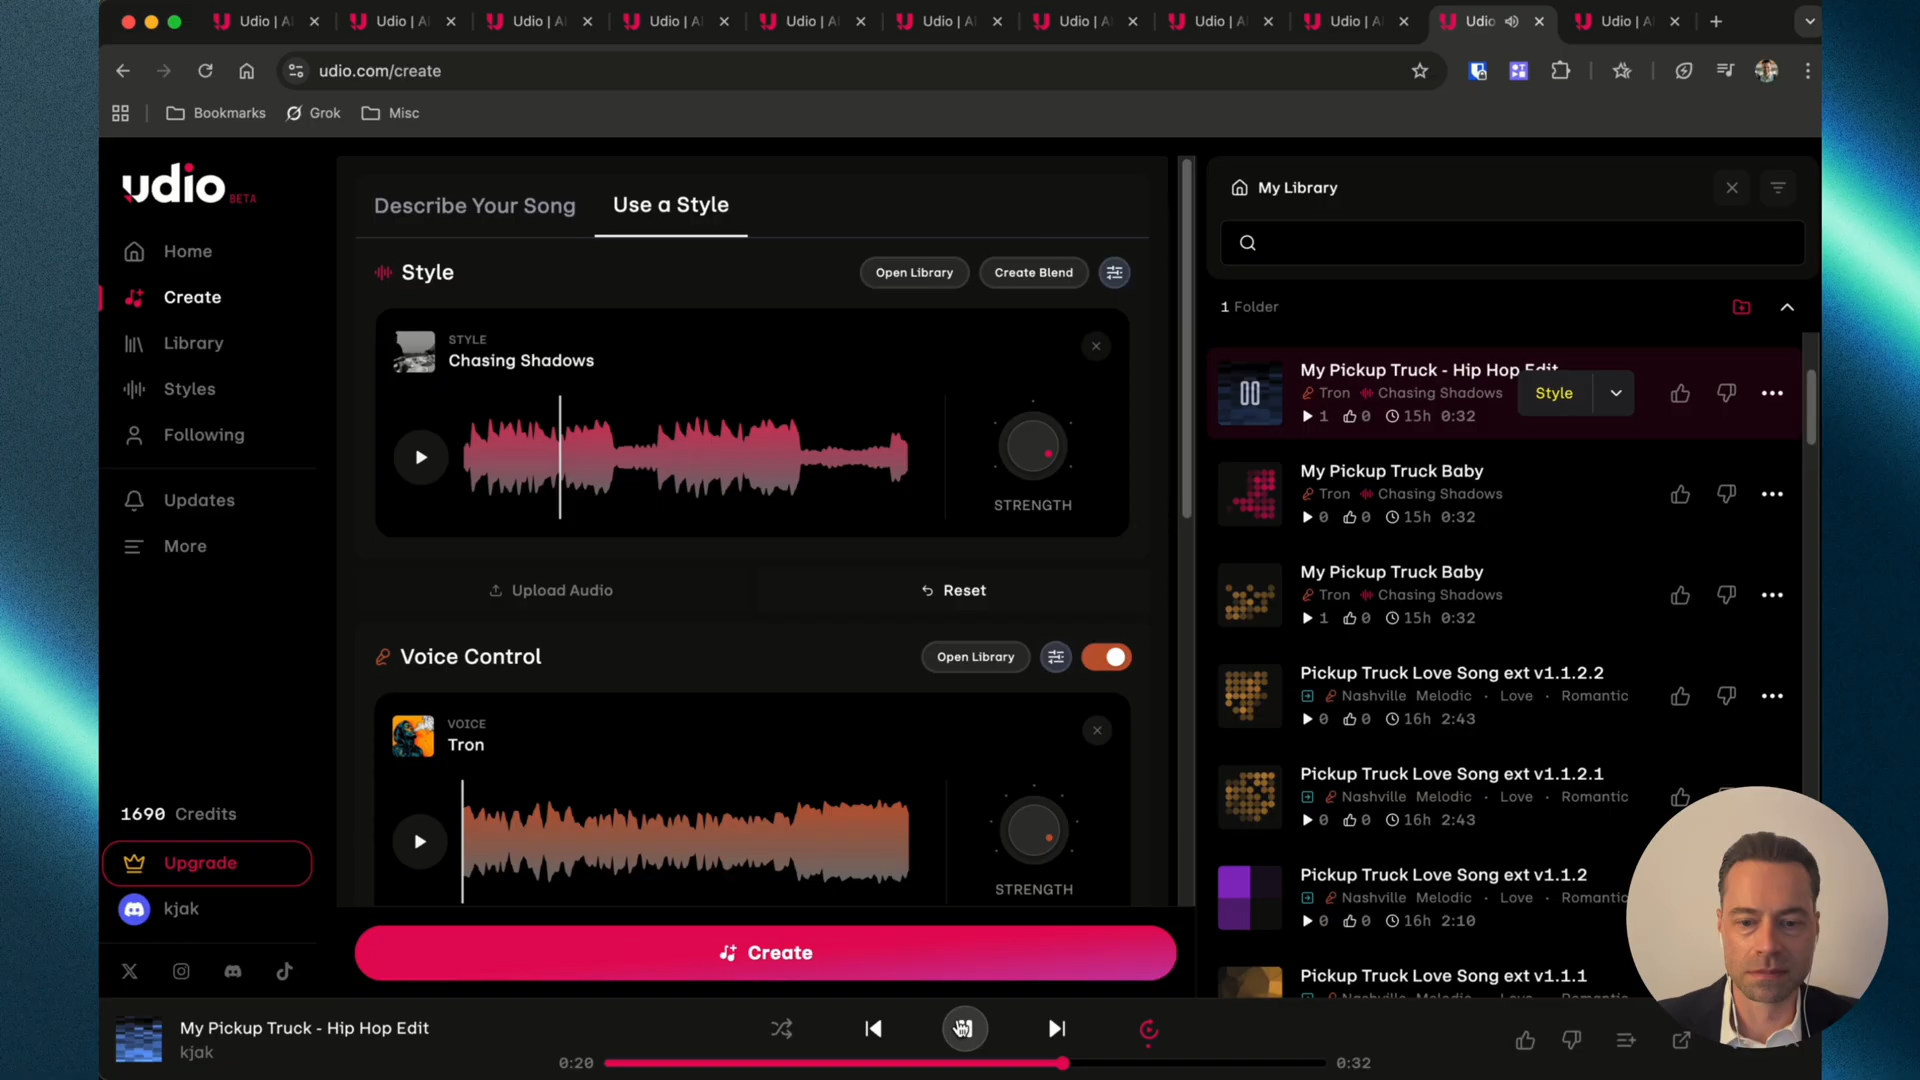 Udio | A
Udio | A
Udio | A
Udio | A
Udio | A
Udio | A
Udio | A
Udio | A
Udio | A
Udio
Udio | A
udio.com/create
Bookmarks
Grok
Misc
udio BETA
Home
Create
Library
Styles
Following
Updates
More
1690 Credits
Upgrade
kjak
Describe Your Song
Use a Style
Style
Open Library
Create Blend
STYLE
Chasing Shadows
STRENGTH
Upload Audio
Reset
Voice Control
Open Library
VOICE
Tron
STRENGTH
Create
My Library
1 Folder
My Pickup Truck - Hip Hop Edit
Tron Chasing Shadows
Style
1 0 15h 0:32
My Pickup Truck Baby
Tron Chasing Shadows
0 0 15h 0:32
My Pickup Truck Baby
Tron Chasing Shadows
1 0 15h 0:32
Pickup Truck Love Song ext v1.1.2.2
Nashville Melodic · Love · Romantic
0 0 16h 2:43
Pickup Truck Love Song ext v1.1.2.1
Nashville Melodic · Love · Romantic
0 0 16h 2:43
Pickup Truck Love Song ext v1.1.2
Nashville Melodic · Love · Romantic
0 0 16h 2:10
Pickup Truck Love Song ext v1.1.1
My Pickup Truck - Hip Hop Edit
kjak
0:20
0:32